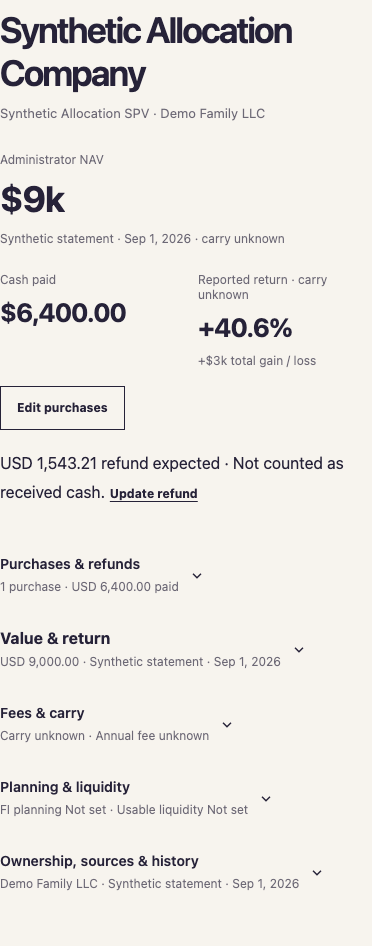 Synthetic Allocation
Company
Synthetic Allocation SPV · Demo Family LLC
Administrator NAV
$9k
Synthetic statement · Sep 1, 2026 · carry unknown
Cash paid
$6,400.00
Reported return · carry
unknown
+40.6%
+$3k total gain / loss
Edit purchases
USD 1,543.21 refund expected · Not counted as
received cash. Update refund
Purchases & refunds
1 purchase · USD 6,400.00 paid
Value & return
USD 9,000.00 · Synthetic statement · Sep 1, 2026
Fees & carry
Carry unknown · Annual fee unknown
Planning & liquidity
FI planning Not set · Usable liquidity Not set
Ownership, sources & history
Demo Family LLC · Synthetic statement · Sep 1, 2026